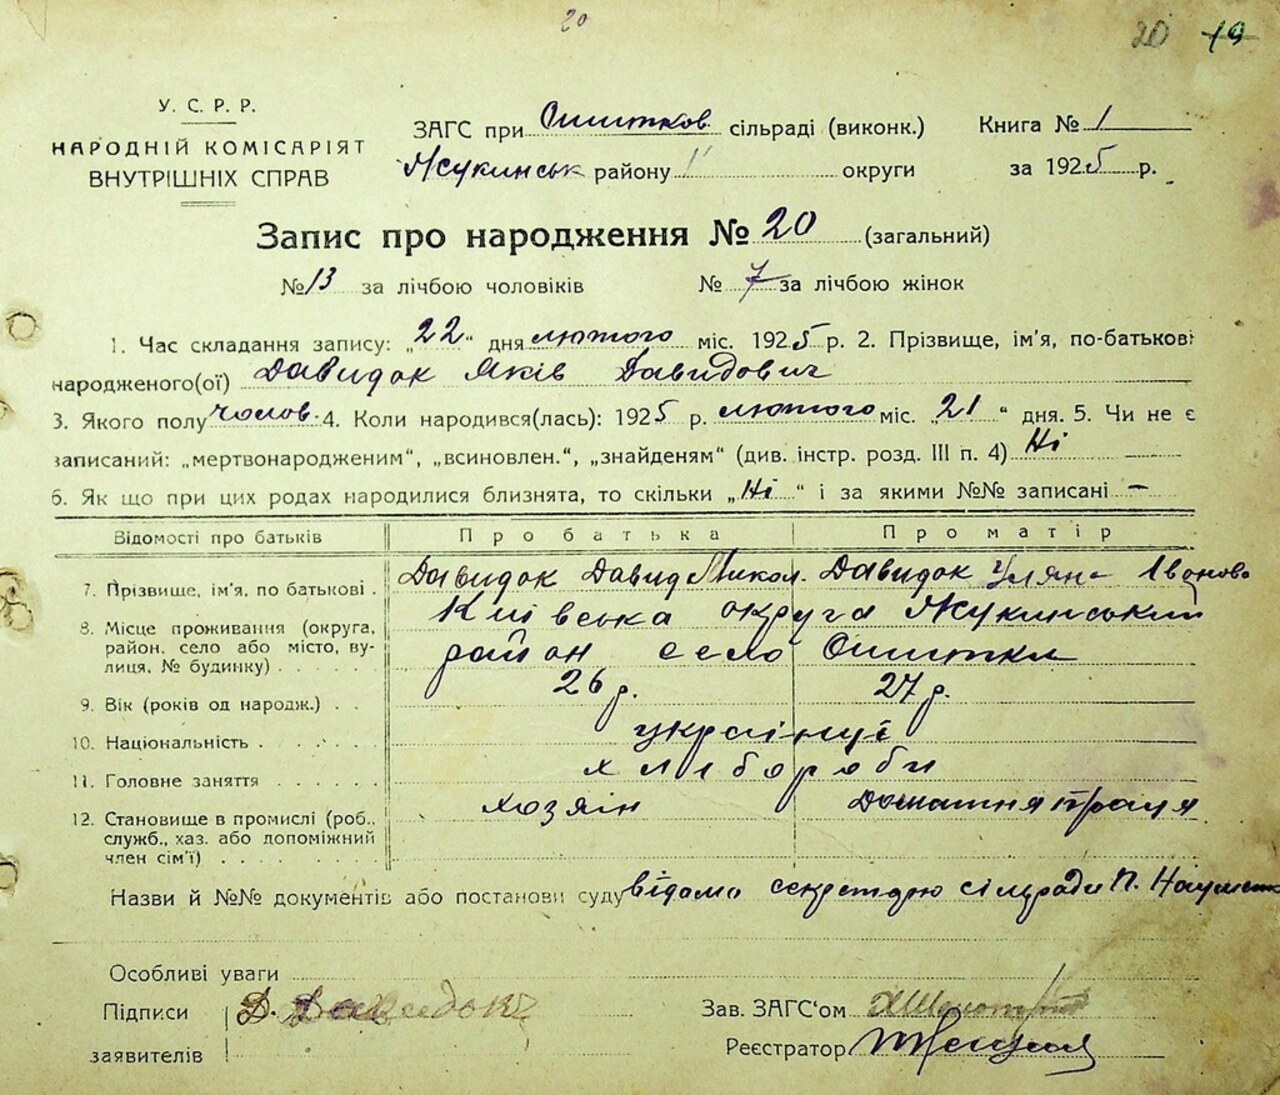 20
20 19
У. С. Р. Р.
НАРОДНІЙ КОМІСАРІЯТ
ВНУТРІШНІХ СПРАВ
ЗАГС при Ошитков. сільраді (виконк.)
Жукинськ району " округи
Книга № 1
за 1925 р.
Запис про народження № 20 (загальний)
№ 13 за лічбою чоловіків № 7 за лічбою жінок
1. Час складання запису: „22“ дня лютого міс. 1925 р. 2. Прізвище, ім'я, по-батькові
народженого(ої) Давидок Яків Давидович
3. Якого полу чолов. 4. Коли народився(лась): 1925 р. лютого міс. „21“ дня. 5. Чи не є
записаний: „мертвонародженим“, „всиновлен.“, „знайденям“ (див. інстр. розд. III п. 4) Ні
6. Як що при цих родах народилися близнята, то скільки „Ні“ і за якими №№ записані —
Відомості про батьків Про батька Про матір
7. Прізвище, ім'я, по батькові . Давидок Давид Микол. Давидок Уляна Іванова
8. Місце проживання (округа, Київська округа Жукинський
район, село або місто, ву- район село Ошитки
лиця, № будинку) . . . . .
9. Вік (років од народж.) . . 26 р. 27 р.
10. Національність . . . . . . українці
11. Головне заняття . . . . . . хлібороби
12. Становище в промислі (роб., хозяін домашня праця
служб., хаз. або допоміжний
член сім'ї) . . . . . . . .
Назви й №№ документів або постанови суду відомо секретарю сільради П.
Особливі уваги
Підписи Д. Давидок
заявителів
Зав. ЗАГС'ом
Реєстратор